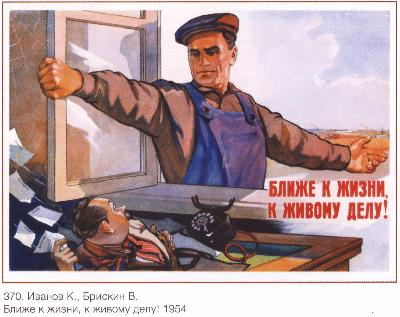 БЛИЖЕ К ЖИЗНИ,
К ЖИВОМУ ДЕЛУ!
370. Иванов К., Брискин В.
Ближе к жизни, к живому делу! 1954